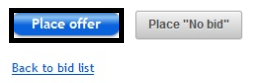 Place offer
Place "No bid"
Back to bid list